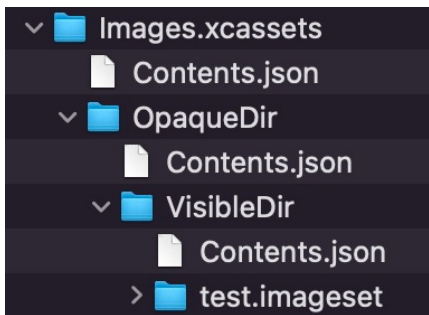 Images.xcassets
Contents.json
OpaqueDir
Contents.json
VisibleDir
Contents.json
test.imageset